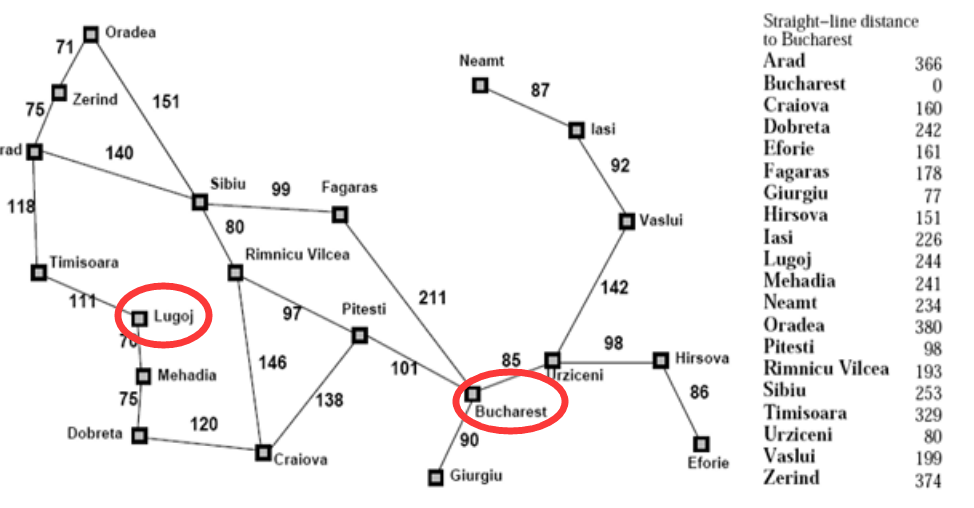 Oradea
71
Zerind
75
151
rad
140
118
Sibiu
99
Fagaras
80
Timisoara
111
Lugoj
70
Rimnicu Vilcea
97
Pitesti
211
Mehadia
75
146
138
101
Dobreta
120
Craiova
Neamt
87
Iasi
92
Vaslui
142
85
98
Hirsova
Urziceni
86
Bucharest
90
Giurgiu
Eforie
Straight–line distance
to Bucharest
Arad 366
Bucharest 0
Craiova 160
Dobreta 242
Eforie 161
Fagaras 178
Giurgiu 77
Hirsova 151
Iasi 226
Lugoj 244
Mehadia 241
Neamt 234
Oradea 380
Pitesti 98
Rimnicu Vilcea 193
Sibiu 253
Timisoara 329
Urziceni 80
Vaslui 199
Zerind 374